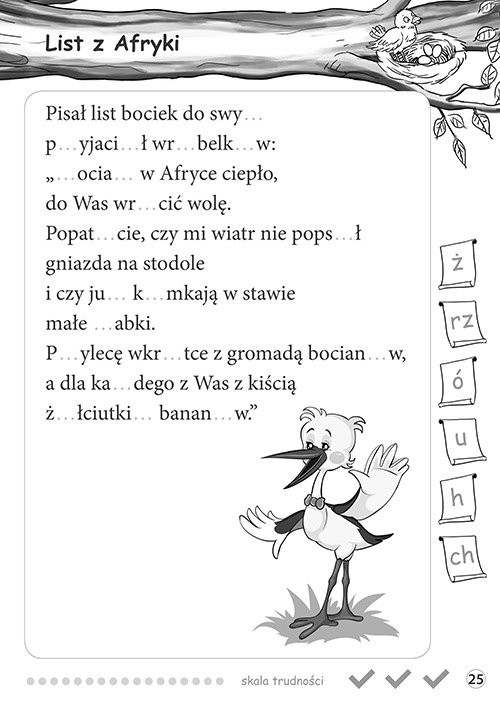 List z Afryki
Pisał list bociek do swy...
p...yjaci...ł wr...belk...w:
„...ocia... w Afryce ciepło,
do Was wr...cić wolę.
Popat...cie, czy mi wiatr nie pops...ł
gniazda na stodole
i czy ju... k...mkają w stawie
małe ...abki.
P...ylecę wkr...tce z gromadą bocian...w,
a dla ka...dego z Was z kiścią
ż...łciutki... banan...w.”
ż
rz
ó
u
h
ch
skala trudności
25